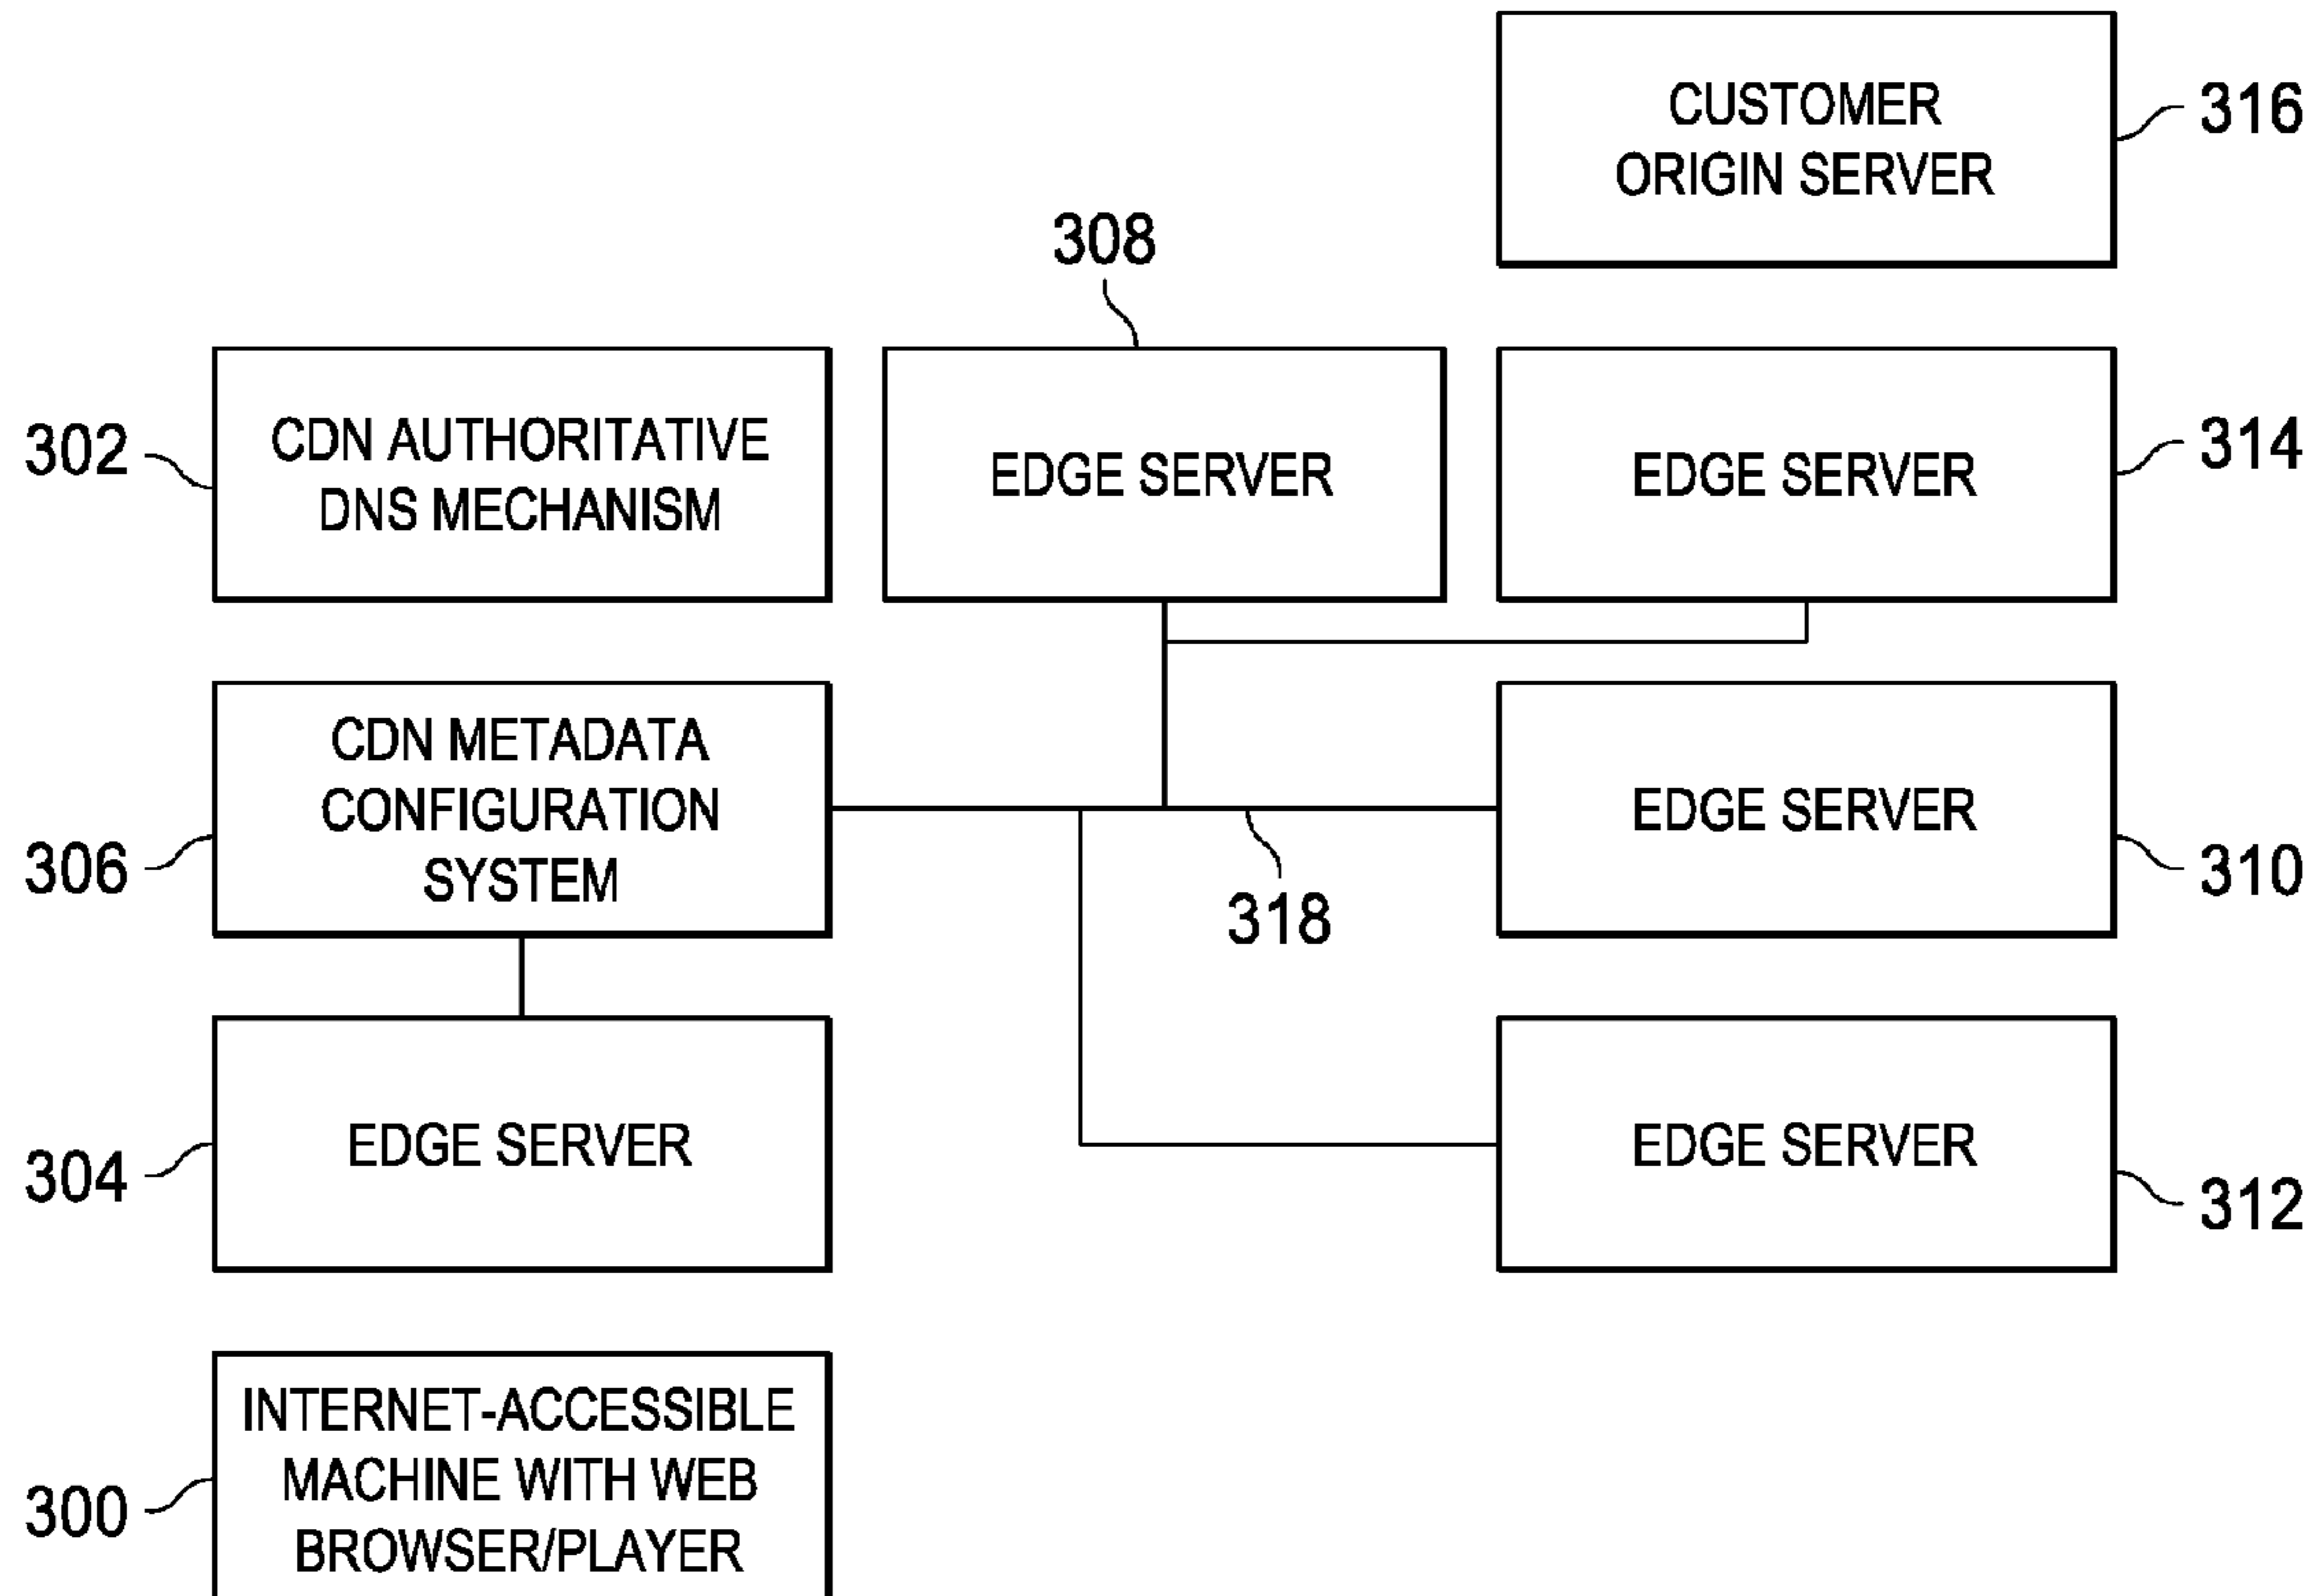 CUSTOMER
ORIGIN SERVER
316
308
302
CDN AUTHORITATIVE
DNS MECHANISM
EDGE SERVER
EDGE SERVER
314
306
CDN METADATA
CONFIGURATION
SYSTEM
318
EDGE SERVER
310
304
EDGE SERVER
EDGE SERVER
312
300
INTERNET-ACCESSIBLE
MACHINE WITH WEB
BROWSER/PLAYER